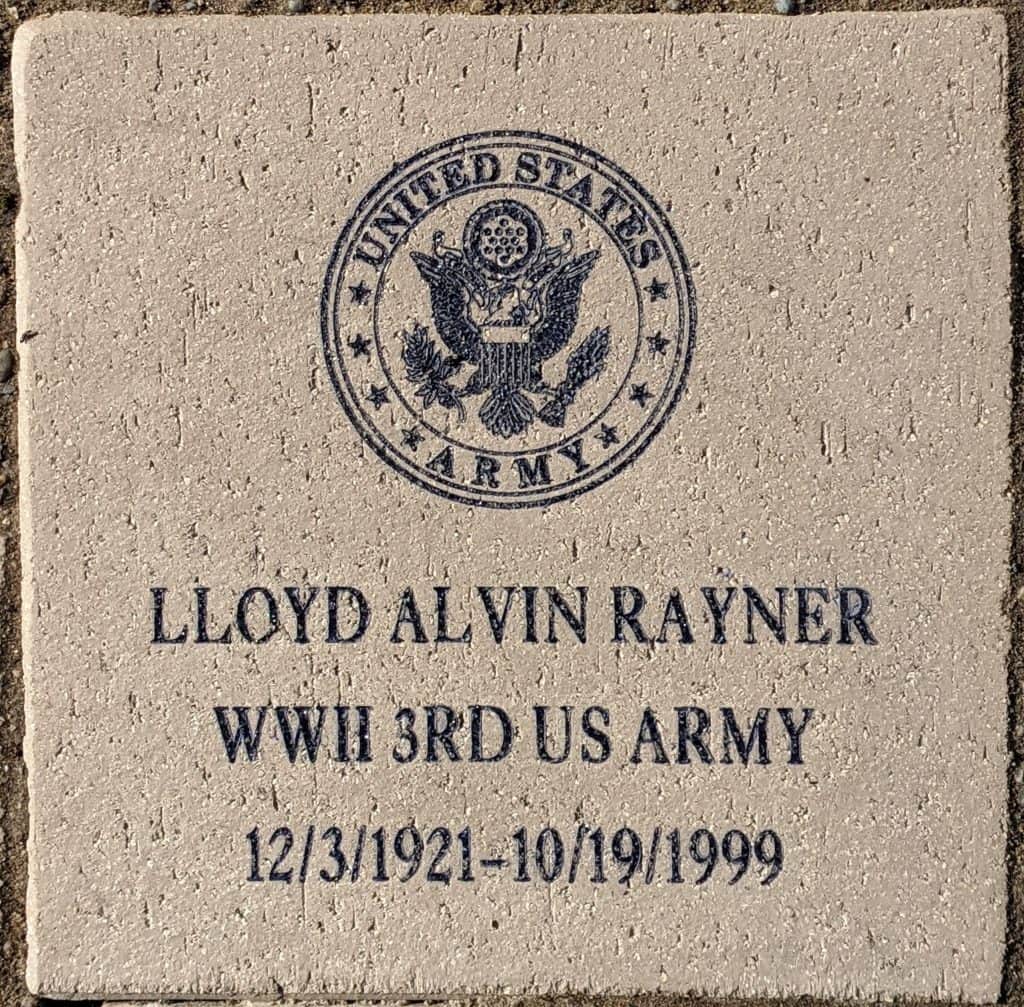 UNITED STATES
ARMY
LLOYD ALVIN RAYNER
WWII 3RD US ARMY
12/3/1921-10/19/1999